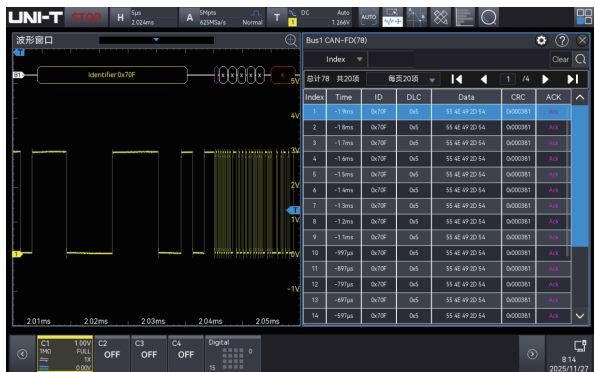 UNI-T STOP H 5μs 2.024ms A 5Mpts 625MSa/s Normal T 1 DC Auto 1.266V AUTO
波形窗口
T
B1 Identifier:0x70F X X X X X
5V
4V
3V
2V
T
1V
1 0V
-1V
2.01ms 2.02ms 2.03ms 2.04ms 2.05ms
Bus1 CAN-FD(78)
Index Clear
总计78 共20项 每页20项 1 /4
Index Time ID DLC Data CRC ACK
1 -1.9ms 0x70F 0x5 55 4E 49 2D 54 0x000381 Ack
2 -1.8ms 0x70F 0x5 55 4E 49 2D 54 0x000381 Ack
3 -1.7ms 0x70F 0x5 55 4E 49 2D 54 0x000381 Ack
4 -1.6ms 0x70F 0x5 55 4E 49 2D 54 0x000381 Ack
5 -1.5ms 0x70F 0x5 55 4E 49 2D 54 0x000381 Ack
6 -1.4ms 0x70F 0x5 55 4E 49 2D 54 0x000381 Ack
7 -1.3ms 0x70F 0x5 55 4E 49 2D 54 0x000381 Ack
8 -1.2ms 0x70F 0x5 55 4E 49 2D 54 0x000381 Ack
9 -1.1ms 0x70F 0x5 55 4E 49 2D 54 0x000381 Ack
10 -997μs 0x70F 0x5 55 4E 49 2D 54 0x000381 Ack
11 -897μs 0x70F 0x5 55 4E 49 2D 54 0x000381 Ack
12 -797μs 0x70F 0x5 55 4E 49 2D 54 0x000381 Ack
13 -697μs 0x70F 0x5 55 4E 49 2D 54 0x000381 Ack
14 -597μs 0x70F 0x5 55 4E 49 2D 54 0x000381 Ack
C1 1.00V C2 C3 C4 Digital
1MΩ FULL OFF OFF OFF 0
1X
0.00V 15
8:14
2025/11/27